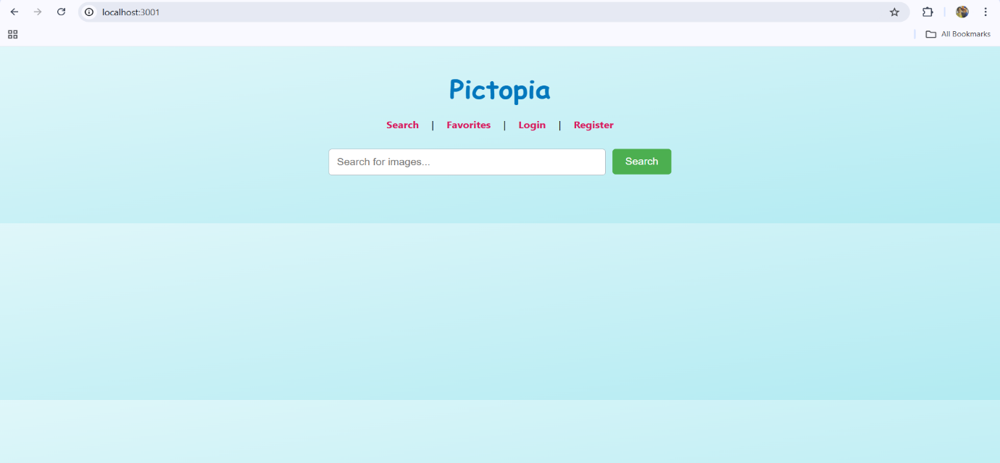 localhost:3001
All Bookmarks
Pictopia
Search | Favorites | Login | Register
Search for images... Search